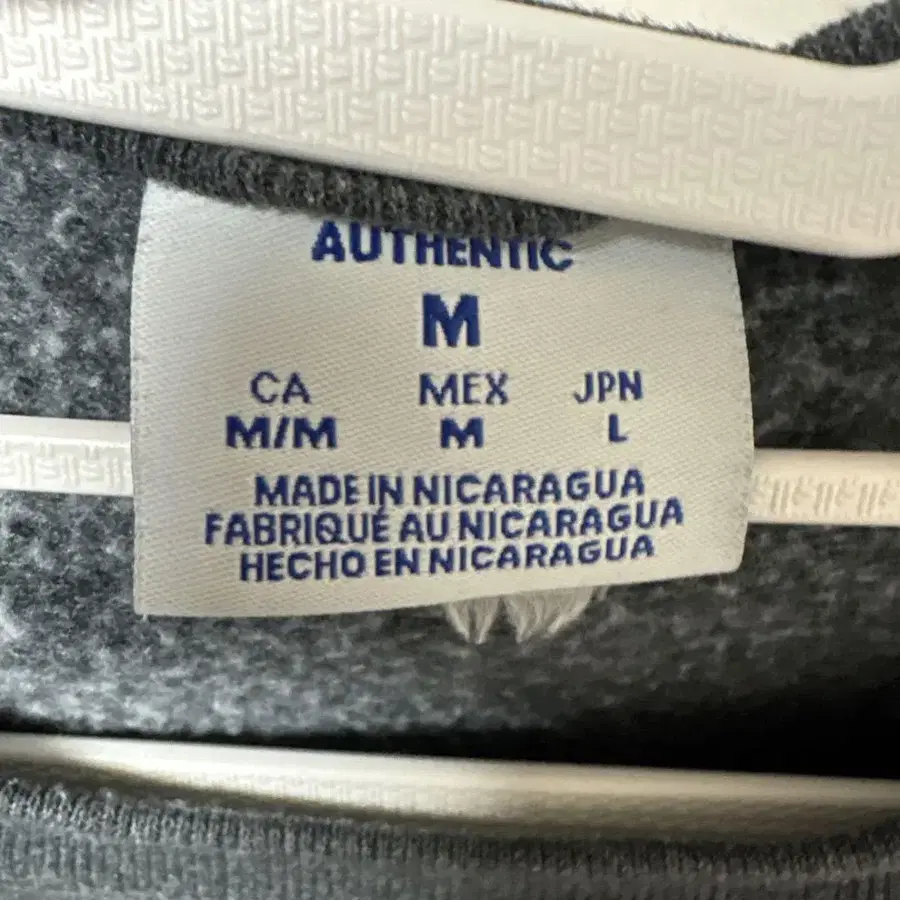 AUTHENTIC
M
CA MEX JPN
M/M M L
MADE IN NICARAGUA
FABRIQUÉ AU NICARAGUA
HECHO EN NICARAGUA